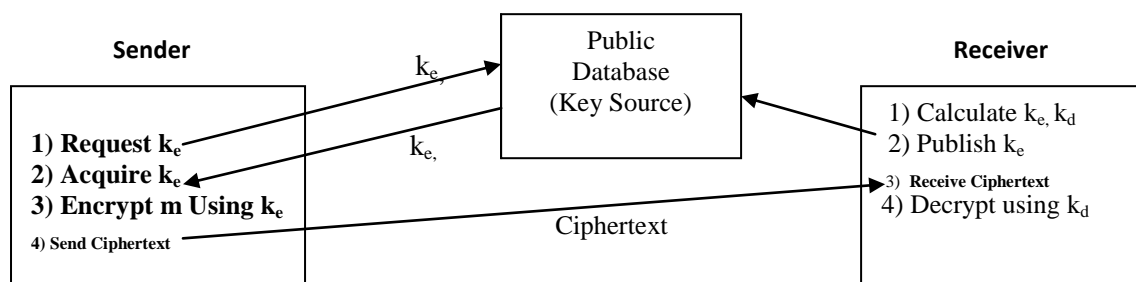 Sender
1) Request ke
2) Acquire ke
3) Encrypt m Using ke
4) Send Ciphertext
ke,
ke,
Public
Database
(Key Source)
Ciphertext
Receiver
1) Calculate ke, kd
2) Publish ke
3) Receive Ciphertext
4) Decrypt using kd